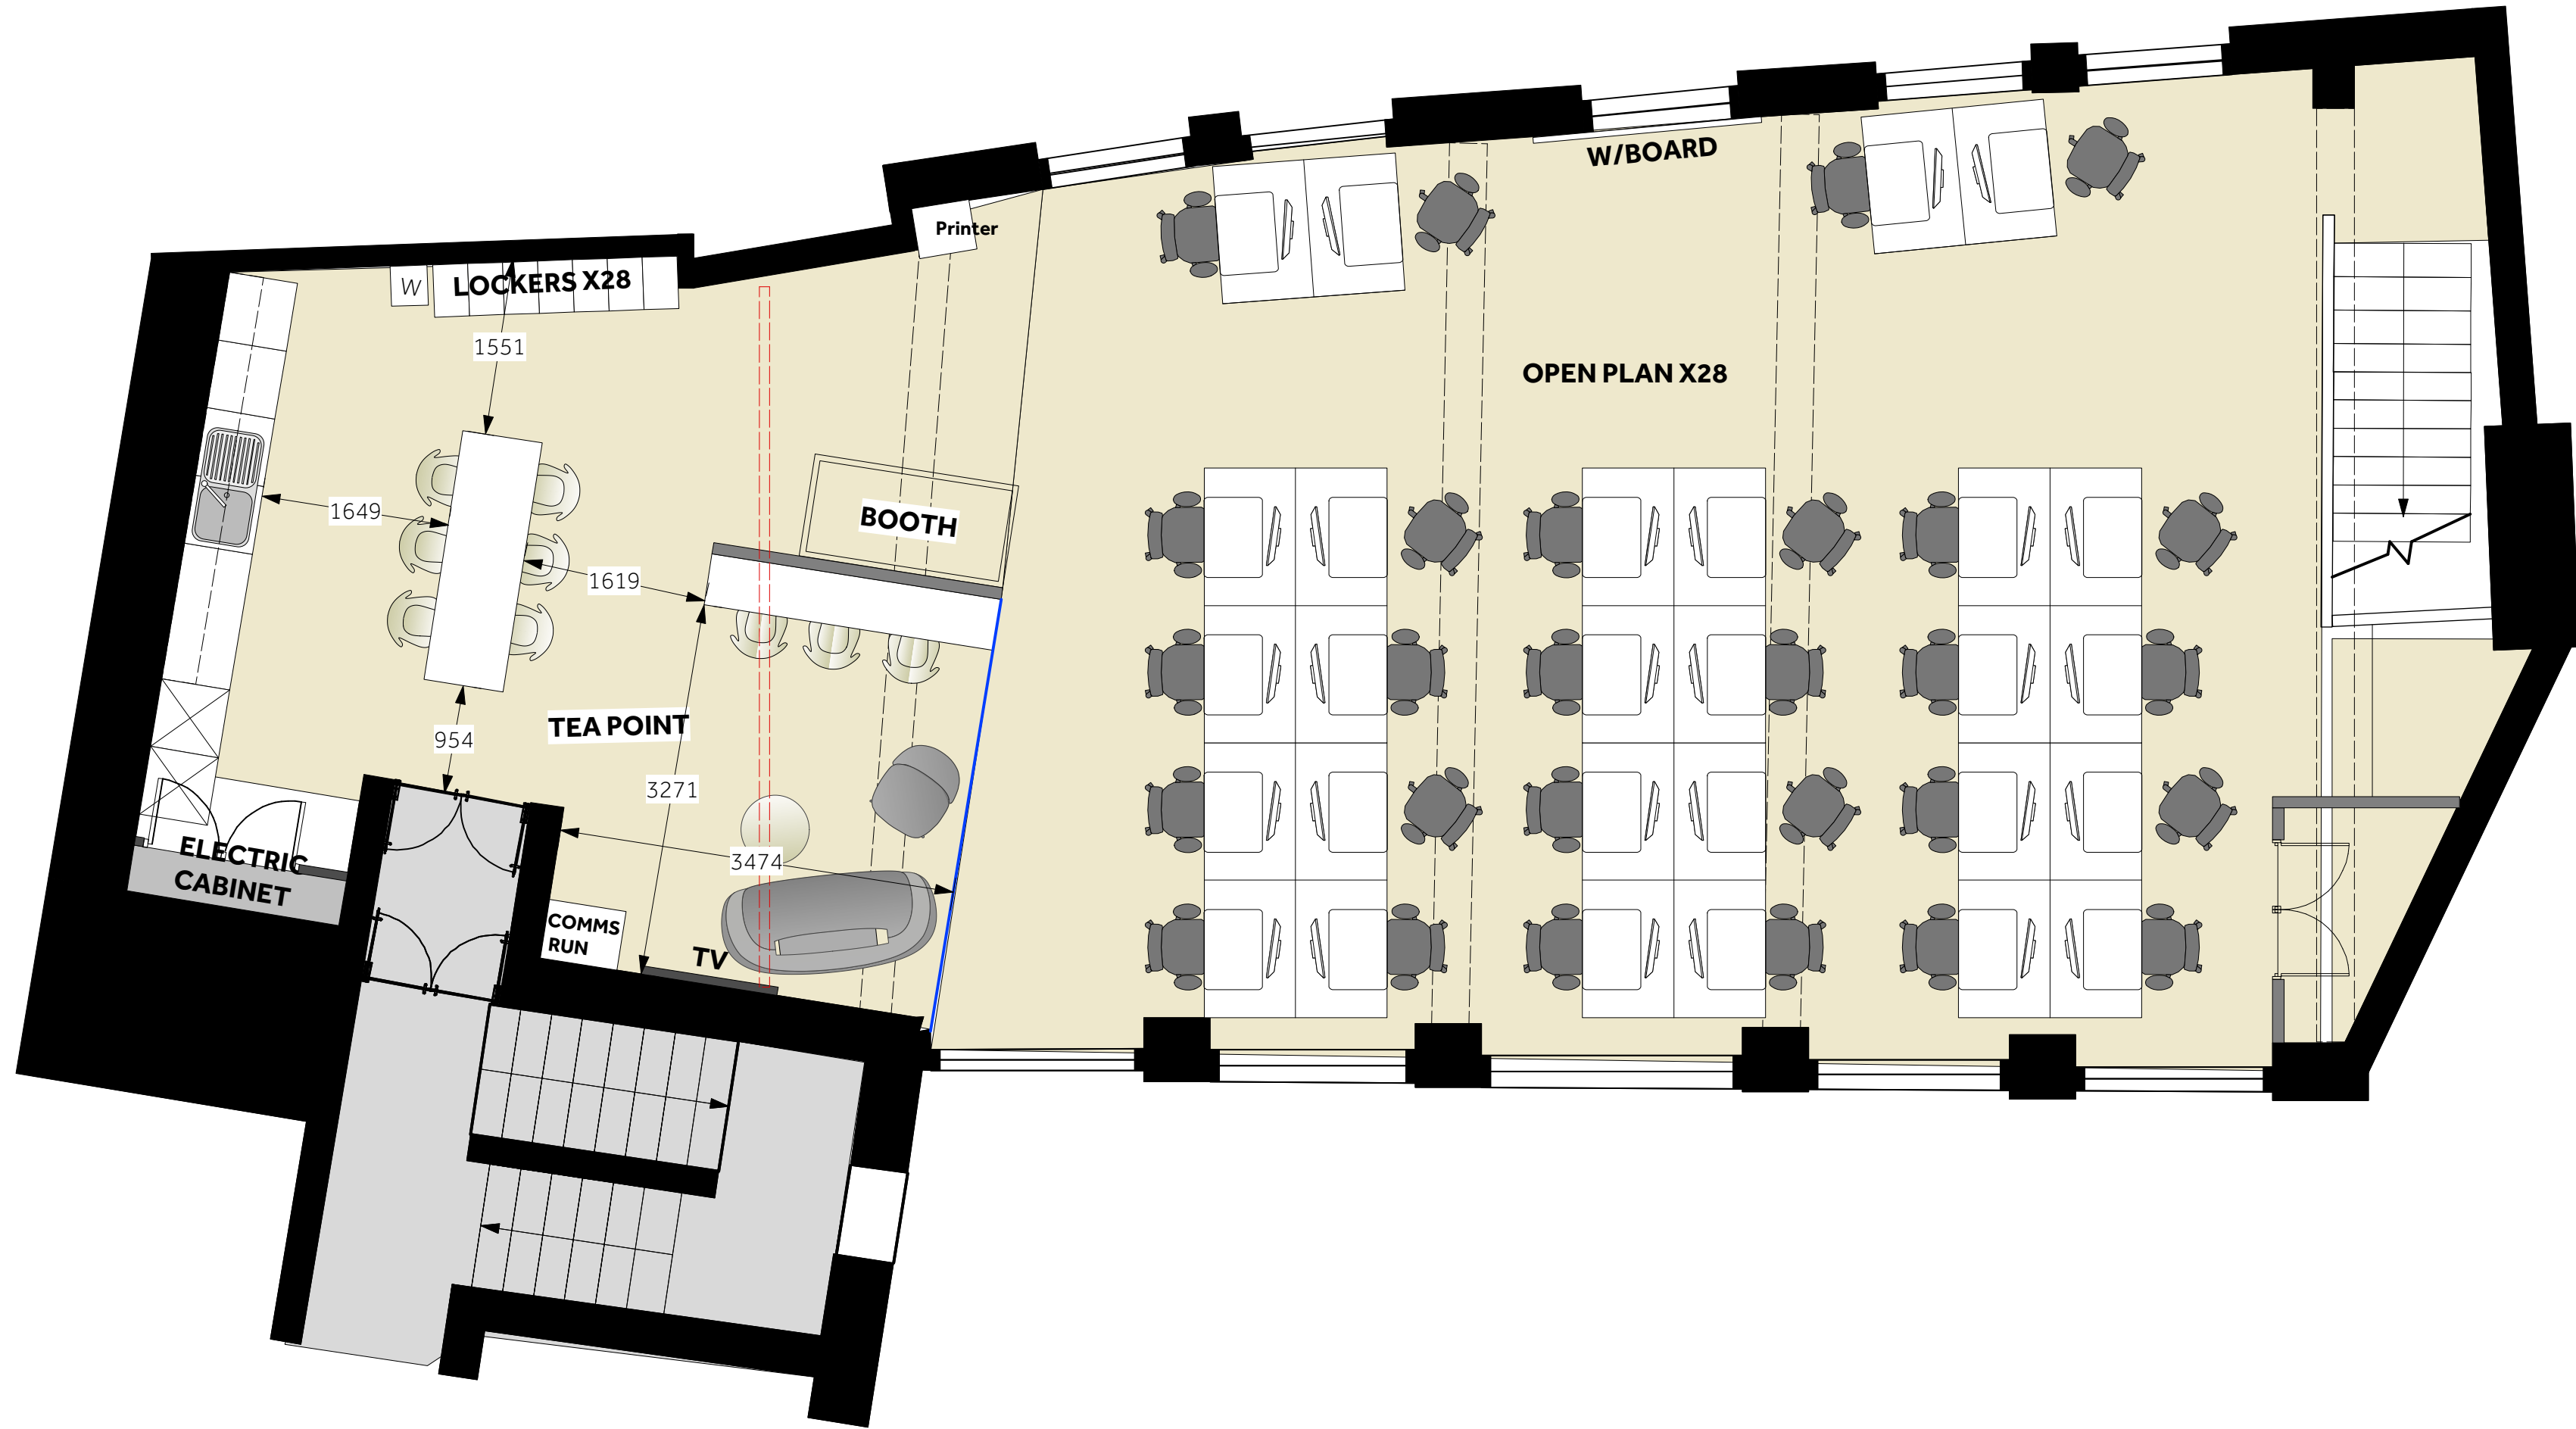 Printer
W/BOARD
W
LOCKERS X28
1551
OPEN PLAN X28
1649
BOOTH
1619
TEA POINT
954
3271
3474
ELECTRIC
CABINET
COMMS
RUN
TV